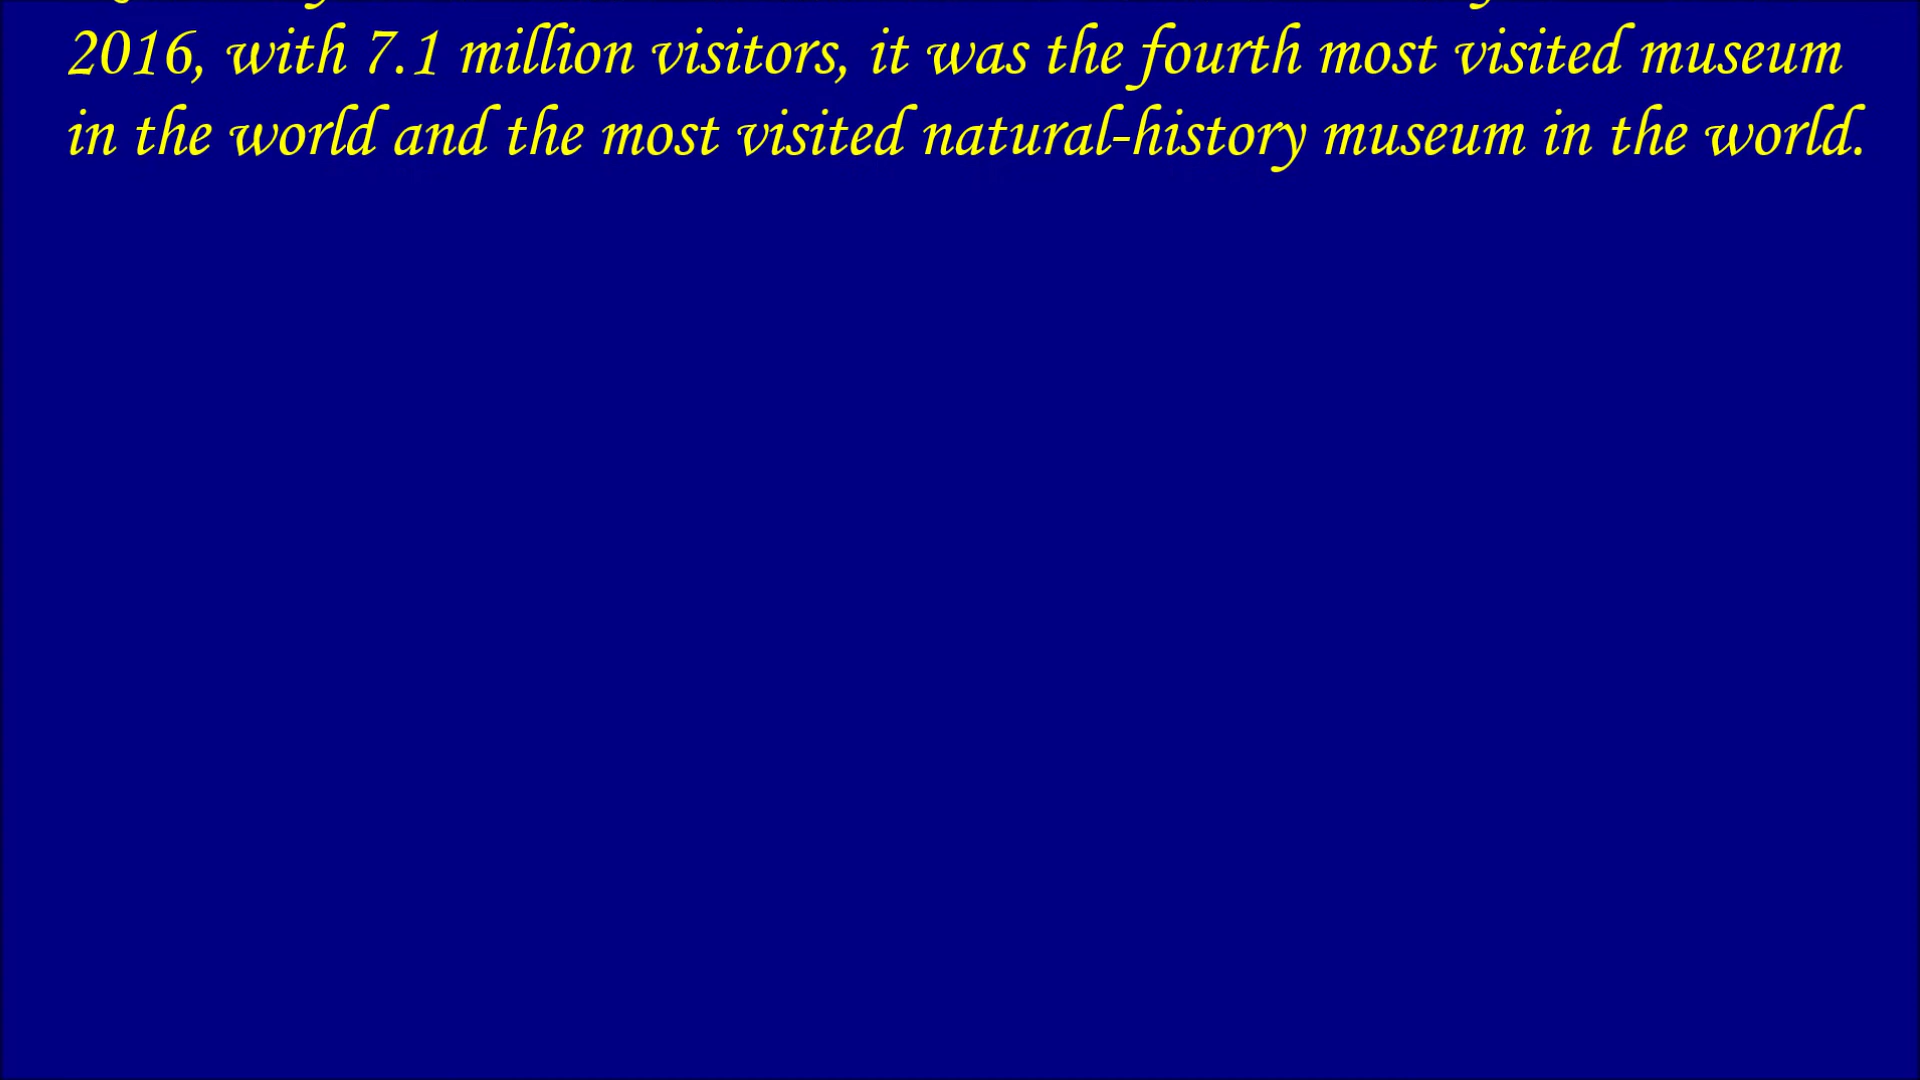 2016, with 7.1 million visitors, it was the fourth most visited museum
in the world and the most visited natural-history museum in the world.